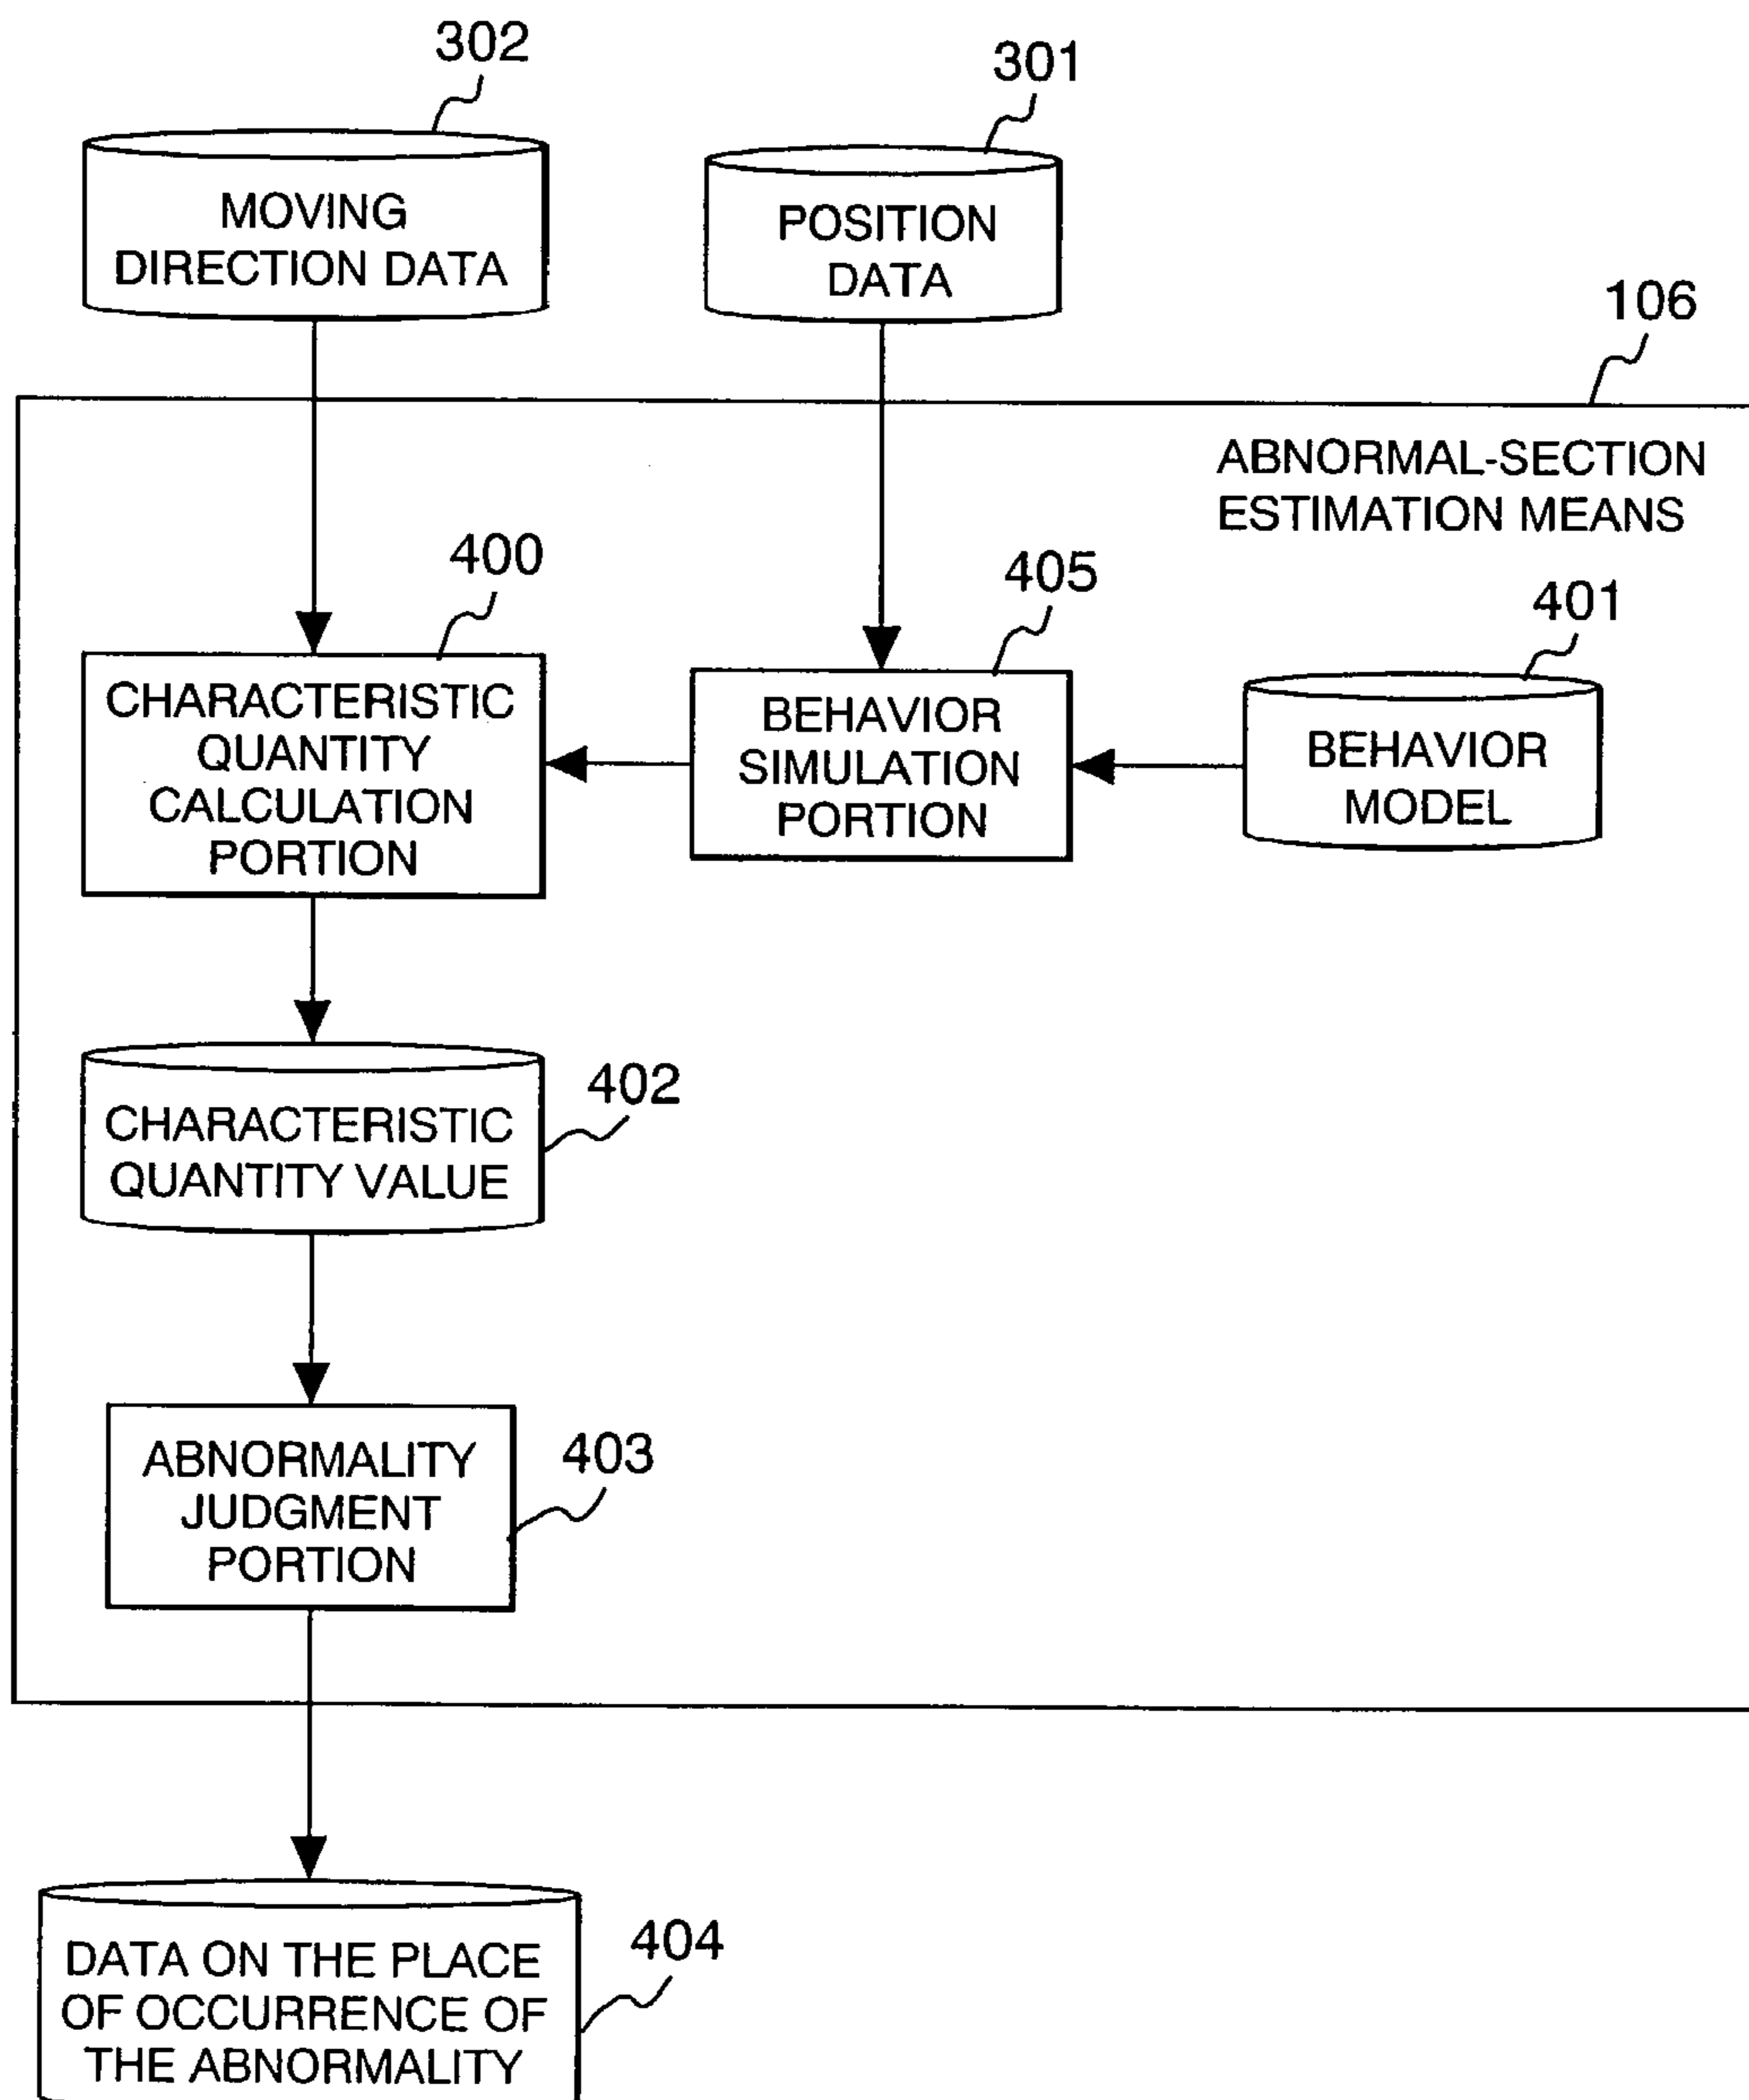 302
301
MOVING
DIRECTION DATA
POSITION
DATA
106
ABNORMAL-SECTION
ESTIMATION MEANS
400
405
401
CHARACTERISTIC
QUANTITY
CALCULATION
PORTION
BEHAVIOR
SIMULATION
PORTION
BEHAVIOR
MODEL
402
CHARACTERISTIC
QUANTITY VALUE
403
ABNORMALITY
JUDGMENT
PORTION
404
DATA ON THE PLACE
OF OCCURRENCE OF
THE ABNORMALITY